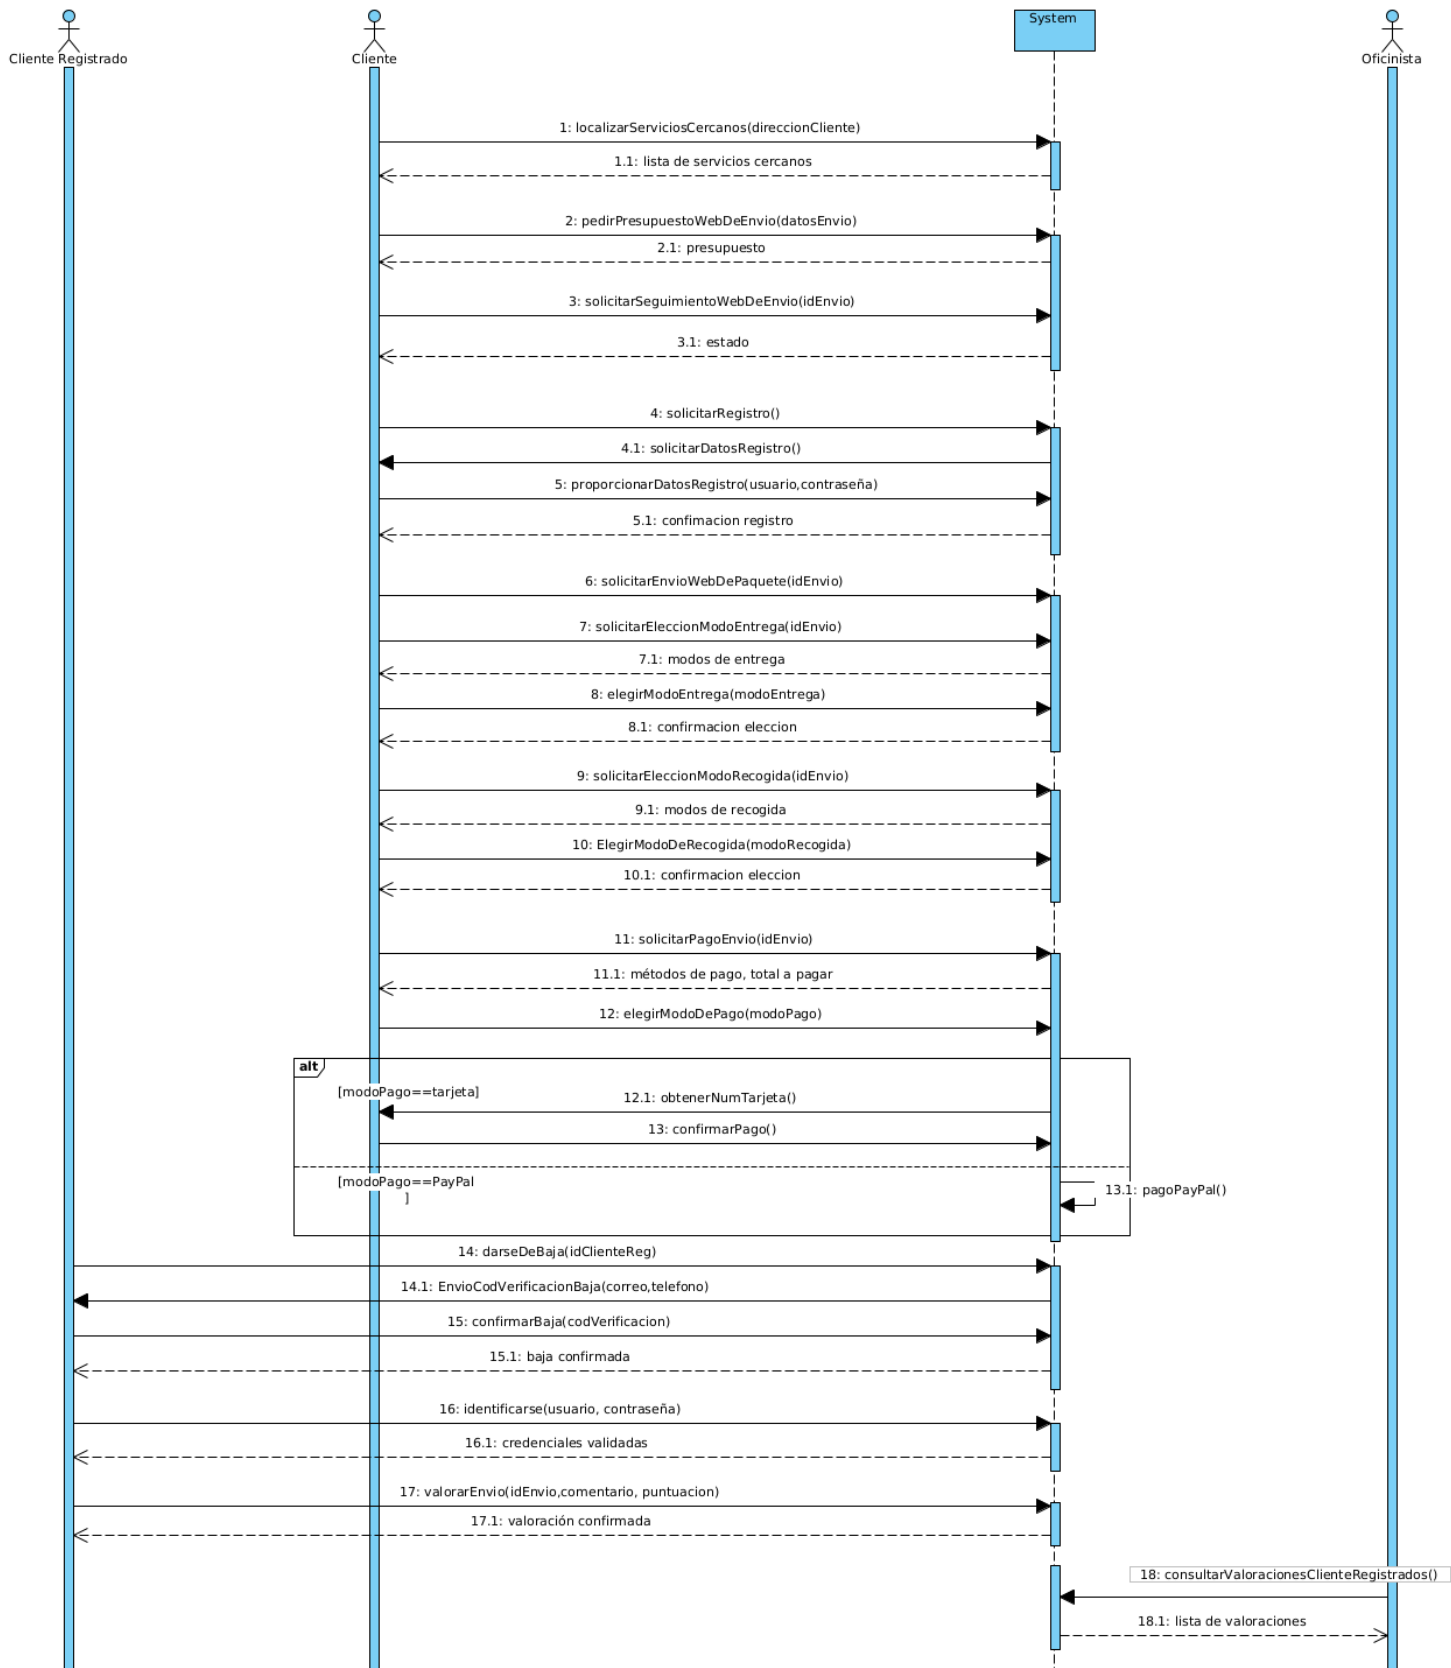 System
Cliente Registrado
Cliente
Oficinista
1: localizarServiciosCercanos(direccionCliente)
1.1: lista de servicios cercanos
2: pedirPresupuestoWebDeEnvio(datosEnvio)
2.1: presupuesto
3: solicitarSeguimientoWebDeEnvio(idEnvio)
3.1: estado
4: solicitarRegistro()
4.1: solicitarDatosRegistro()
5: proporcionarDatosRegistro(usuario,contraseña)
5.1: confimacion registro
6: solicitarEnvioWebDePaquete(idEnvio)
7: solicitarEleccionModoEntrega(idEnvio)
7.1: modos de entrega
8: elegirModoEntrega(modoEntrega)
8.1: confirmacion eleccion
9: solicitarEleccionModoRecogida(idEnvio)
9.1: modos de recogida
10: ElegirModoDeRecogida(modoRecogida)
10.1: confirmacion eleccion
11: solicitarPagoEnvio(idEnvio)
11.1: métodos de pago, total a pagar
12: elegirModoDePago(modoPago)
alt
[modoPago==tarjeta]
12.1: obtenerNumTarjeta()
13: confirmarPago()
[modoPago==PayPal
]
13.1: pagoPayPal()
14: darseDeBaja(idClienteReg)
14.1: EnvioCodVerificacionBaja(correo,telefono)
15: confirmarBaja(codVerificacion)
15.1: baja confirmada
16: identificarse(usuario, contraseña)
16.1: credenciales validadas
17: valorarEnvio(idEnvio,comentario, puntuacion)
17.1: valoración confirmada
18: consultarValoracionesClienteRegistrados()
18.1: lista de valoraciones